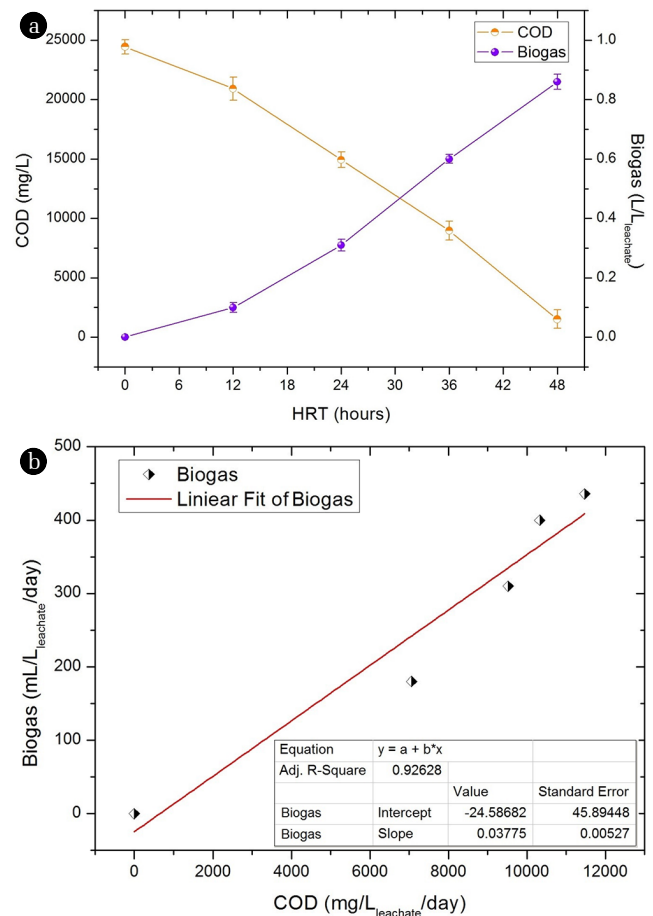 a
COD
Biogas
25000
20000
15000
10000
5000
0
COD (mg/L)
1.0
0.8
0.6
0.4
0.2
0.0
Biogas (L/Lleachate)
0 6 12 18 24 30 36 42 48
HRT (hours)
b
Biogas
Liniear Fit of Biogas
500
400
300
200
100
0
Biogas (mL/Lleachate/day)
Equation y = a + b*x
Adj. R-Square 0.92628
Value Standard Error
Biogas Intercept -24.58682 45.89448
Biogas Slope 0.03775 0.00527
0 2000 4000 6000 8000 10000 12000
COD (mg/Lleachate/day)